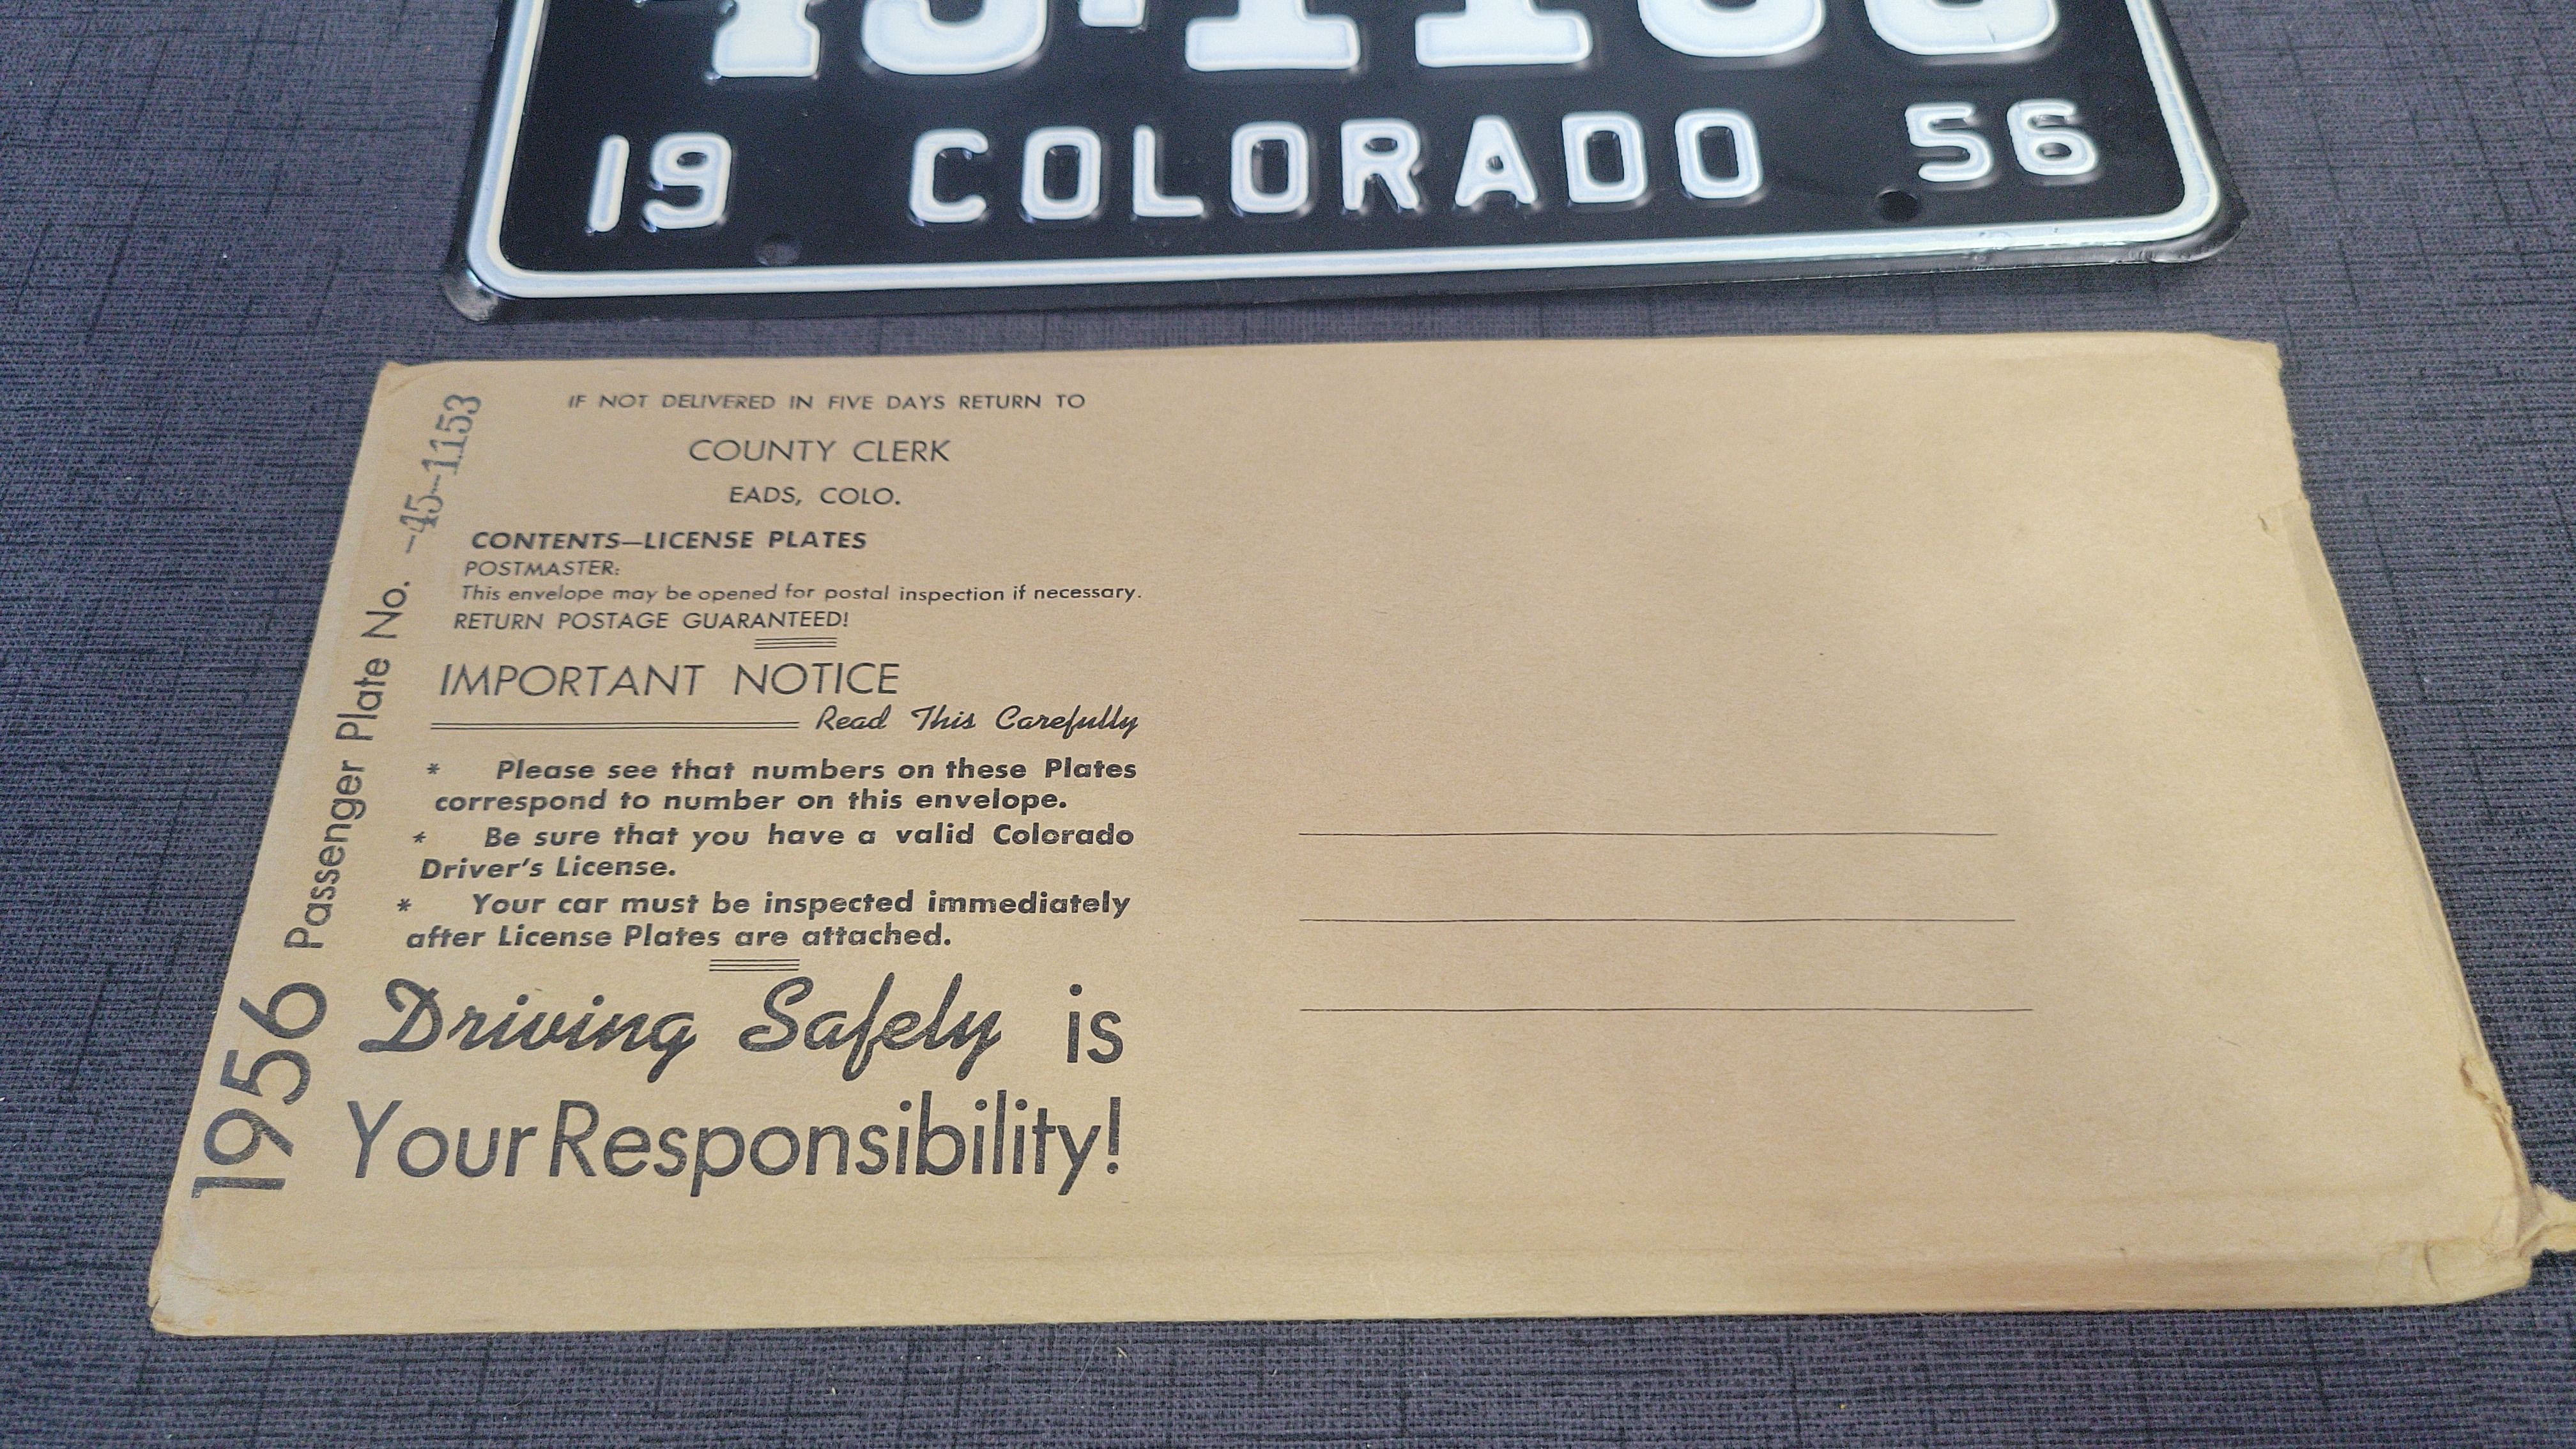 19 COLORADO 56
1956 Passenger Plate No. -45-1153
IF NOT DELIVERED IN FIVE DAYS RETURN TO
COUNTY CLERK
EADS, COLO.
CONTENTS—LICENSE PLATES
POSTMASTER:
This envelope may be opened for postal inspection if necessary.
RETURN POSTAGE GUARANTEED!
IMPORTANT NOTICE
Read This Carefully
* Please see that numbers on these Plates
correspond to number on this envelope.
* Be sure that you have a valid Colorado
Driver's License.
* Your car must be inspected immediately
after License Plates are attached.
Driving Safely is
Your Responsibility!